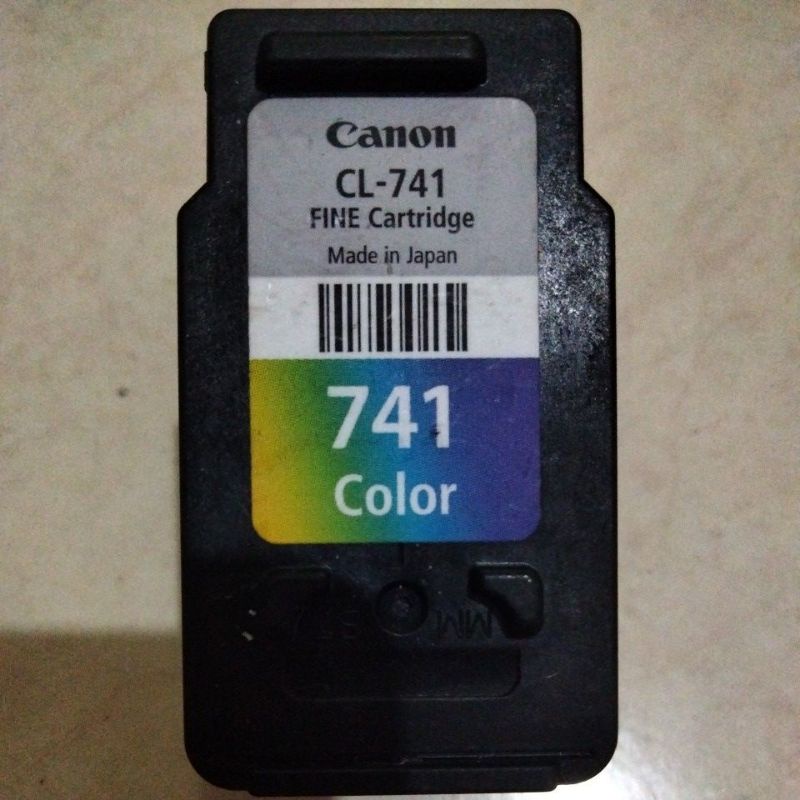 Canon
CL-741
FINE Cartridge
Made in Japan
741
Color